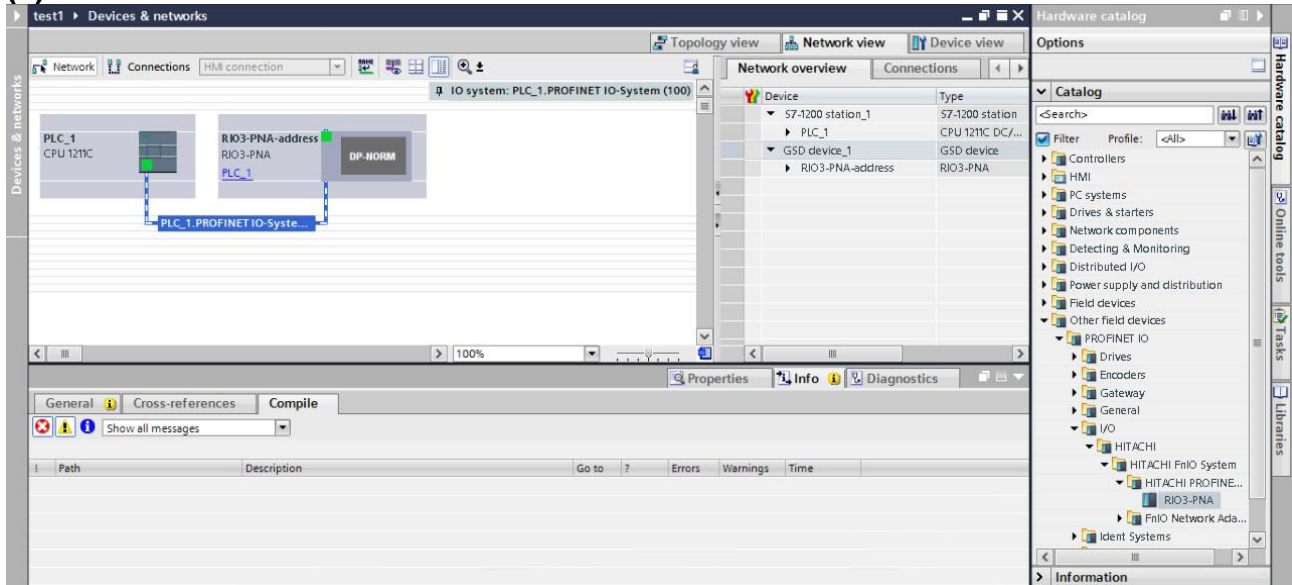 test1 ▸ Devices & networks
Topology view Network view Device view
Network Connections HMI connection
IO system: PLC_1.PROFINET IO-System (100)
PLC_1
CPU 1211C
RIO3-PNA-address
RIO3-PNA
PLC_1
DP-NORM
PLC_1.PROFINET IO-Syste...
100%
Network overview Connections
Device Type
S7-1200 station_1 S7-1200 station
PLC_1 CPU 1211C DC/...
GSD device_1 GSD device
RIO3-PNA-address RIO3-PNA
Properties Info Diagnostics
General Cross-references Compile
Show all messages
! Path Description Go to ? Errors Warnings Time
Devices & networks
Hardware catalog
Options
Catalog
<Search>
Filter Profile: <All>
Controllers
HMI
PC systems
Drives & starters
Network components
Detecting & Monitoring
Distributed I/O
Power supply and distribution
Field devices
Other field devices
PROFINET IO
Drives
Encoders
Gateway
General
I/O
HITACHI
HITACHI FnIO System
HITACHI PROFINE...
RIO3-PNA
FnIO Network Ada...
Ident Systems
Information
Hardware catalog
Online tools
Tasks
Libraries